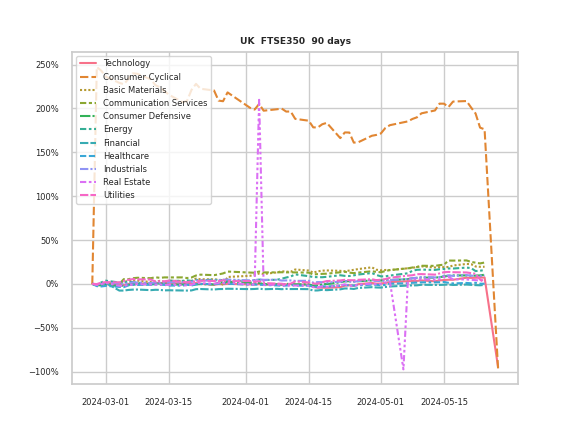 UK FTSE350 90 days
250%
200%
150%
100%
50%
0%
−50%
−100%
Technology
Consumer Cyclical
Basic Materials
Communication Services
Consumer Defensive
Energy
Financial
Healthcare
Industrials
Real Estate
Utilities
2024-03-01
2024-03-15
2024-04-01
2024-04-15
2024-05-01
2024-05-15